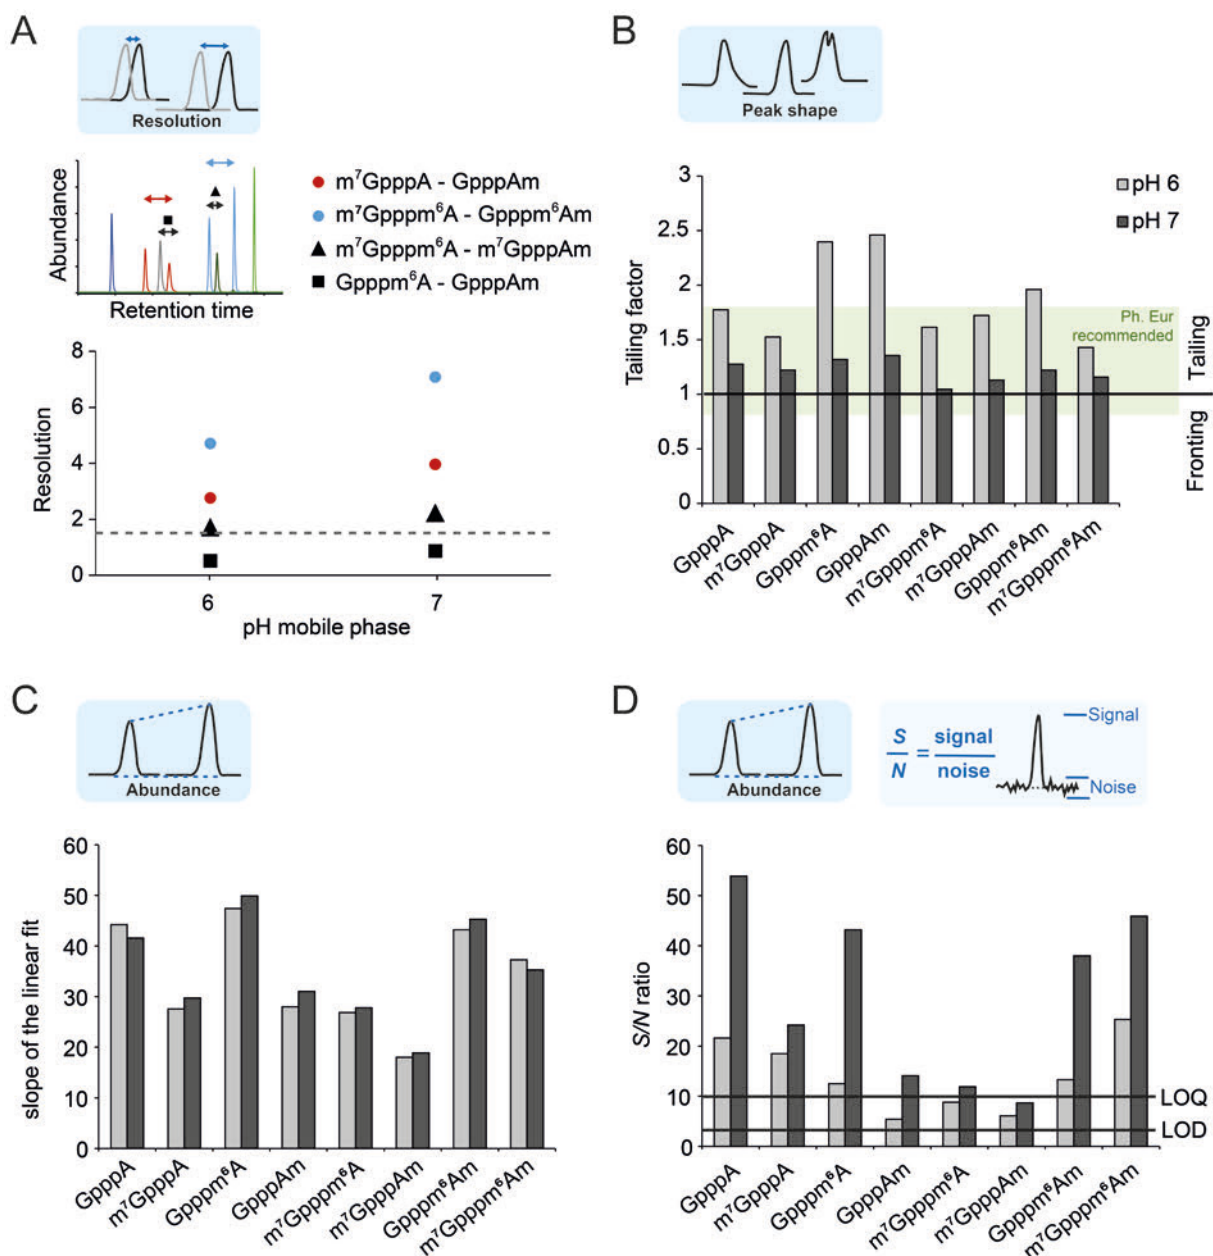 A
Resolution
Abundance
Retention time
m⁷GpppA - GpppAm
m⁷Gpppm⁶A - Gpppm⁶Am
m⁷Gpppm⁶A - m⁷GpppAm
Gpppm⁶A - GpppAm
Resolution
8
6
4
2
0
6
7
pH mobile phase
B
Peak shape
Tailing factor
3
2.5
2
1.5
1
0.5
0
pH 6
pH 7
Ph. Eur
recommended
Tailing
Fronting
GpppA
m⁷GpppA
Gpppm⁶A
GpppAm
m⁷Gpppm⁶A
m⁷GpppAm
Gpppm⁶Am
m⁷Gpppm⁶Am
C
Abundance
slope of the linear fit
60
50
40
30
20
10
0
GpppA
m⁷GpppA
Gpppm⁶A
GpppAm
m⁷Gpppm⁶A
m⁷GpppAm
Gpppm⁶Am
m⁷Gpppm⁶Am
D
Abundance
S/N = signal/noise
Signal
Noise
S/N ratio
60
50
40
30
20
10
0
LOQ
LOD
GpppA
m⁷GpppA
Gpppm⁶A
GpppAm
m⁷Gpppm⁶A
m⁷GpppAm
Gpppm⁶Am
m⁷Gpppm⁶Am